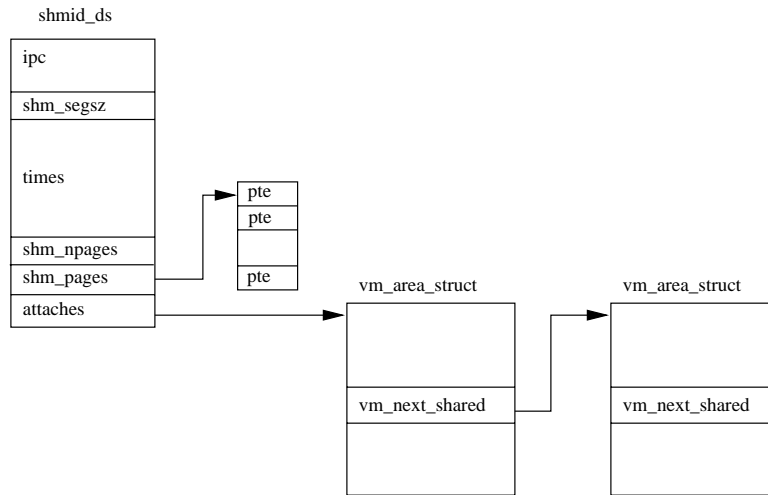 shmid_ds
ipc
shm_segsz
times
shm_npages
shm_pages
attaches
pte
pte
pte
vm_area_struct
vm_next_shared
vm_area_struct
vm_next_shared